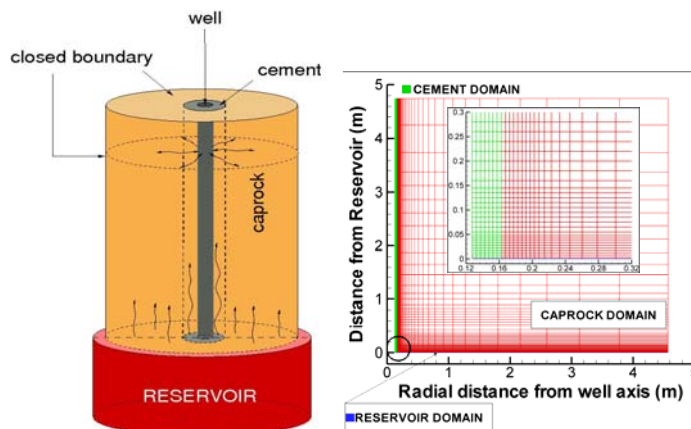 well
closed boundary
cement
caprock
RESERVOIR
CEMENT DOMAIN
Distance from Reservoir (m)
5
4
3
2
1
0
0.3
0.25
0.2
0.15
0.1
0.05
0
0.12 0.16 0.2 0.24 0.28 0.32
CAPROCK DOMAIN
0 1 2 3 4
Radial distance from well axis (m)
RESERVOIR DOMAIN